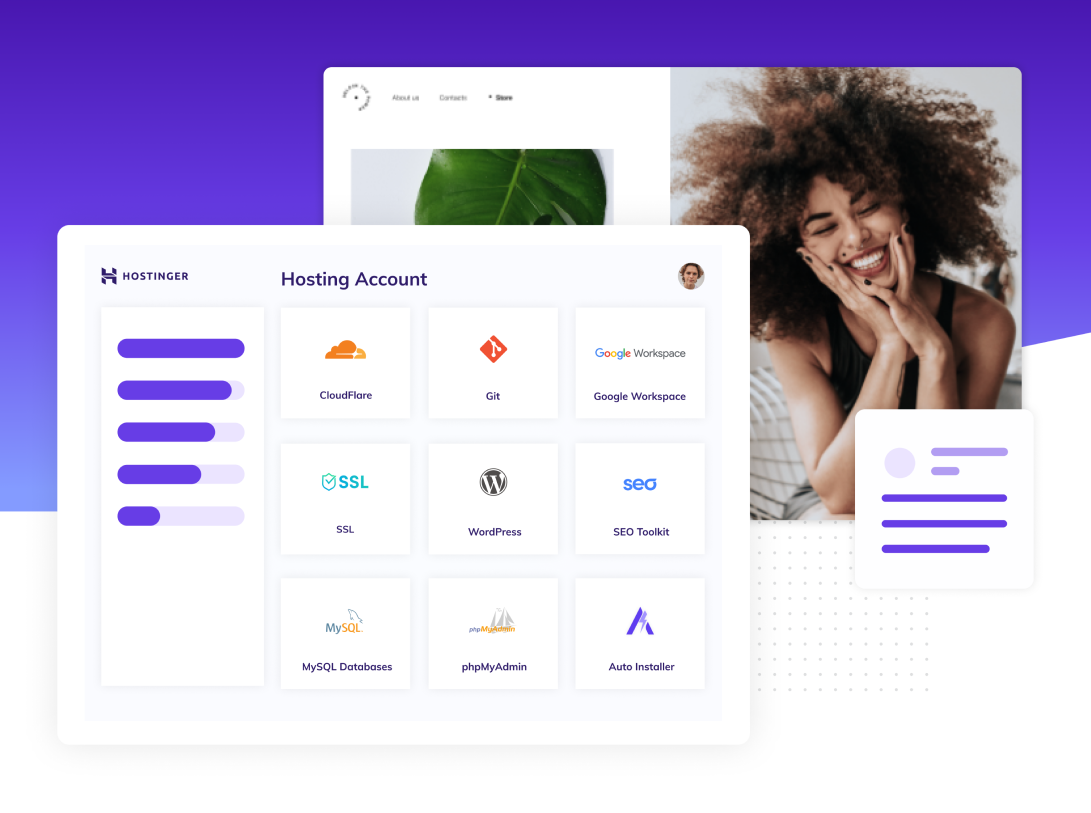 About us Contacts Store
HOSTINGER
Hosting Account
CloudFlare
Git
Google Workspace
Google Workspace
SSL
SSL
WordPress
seo
SEO Toolkit
MySQL
MySQL Databases
phpMyAdmin
phpMyAdmin
Auto Installer